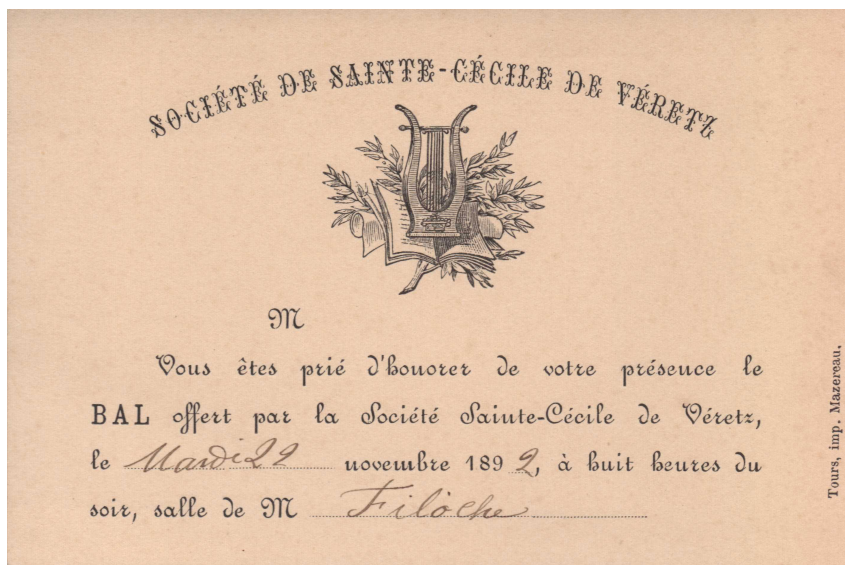 SOCIÉTÉ DE SAINTE-CÉCILE DE VÉRETZ
M
Vous êtes prié d'honorer de votre présence le
BAL offert par la Société Sainte-Cécile de Véretz,
le Mardi 22 novembre 1892, à huit heures du
soir, salle de M Filoche
Tours, imp. Mazereau.